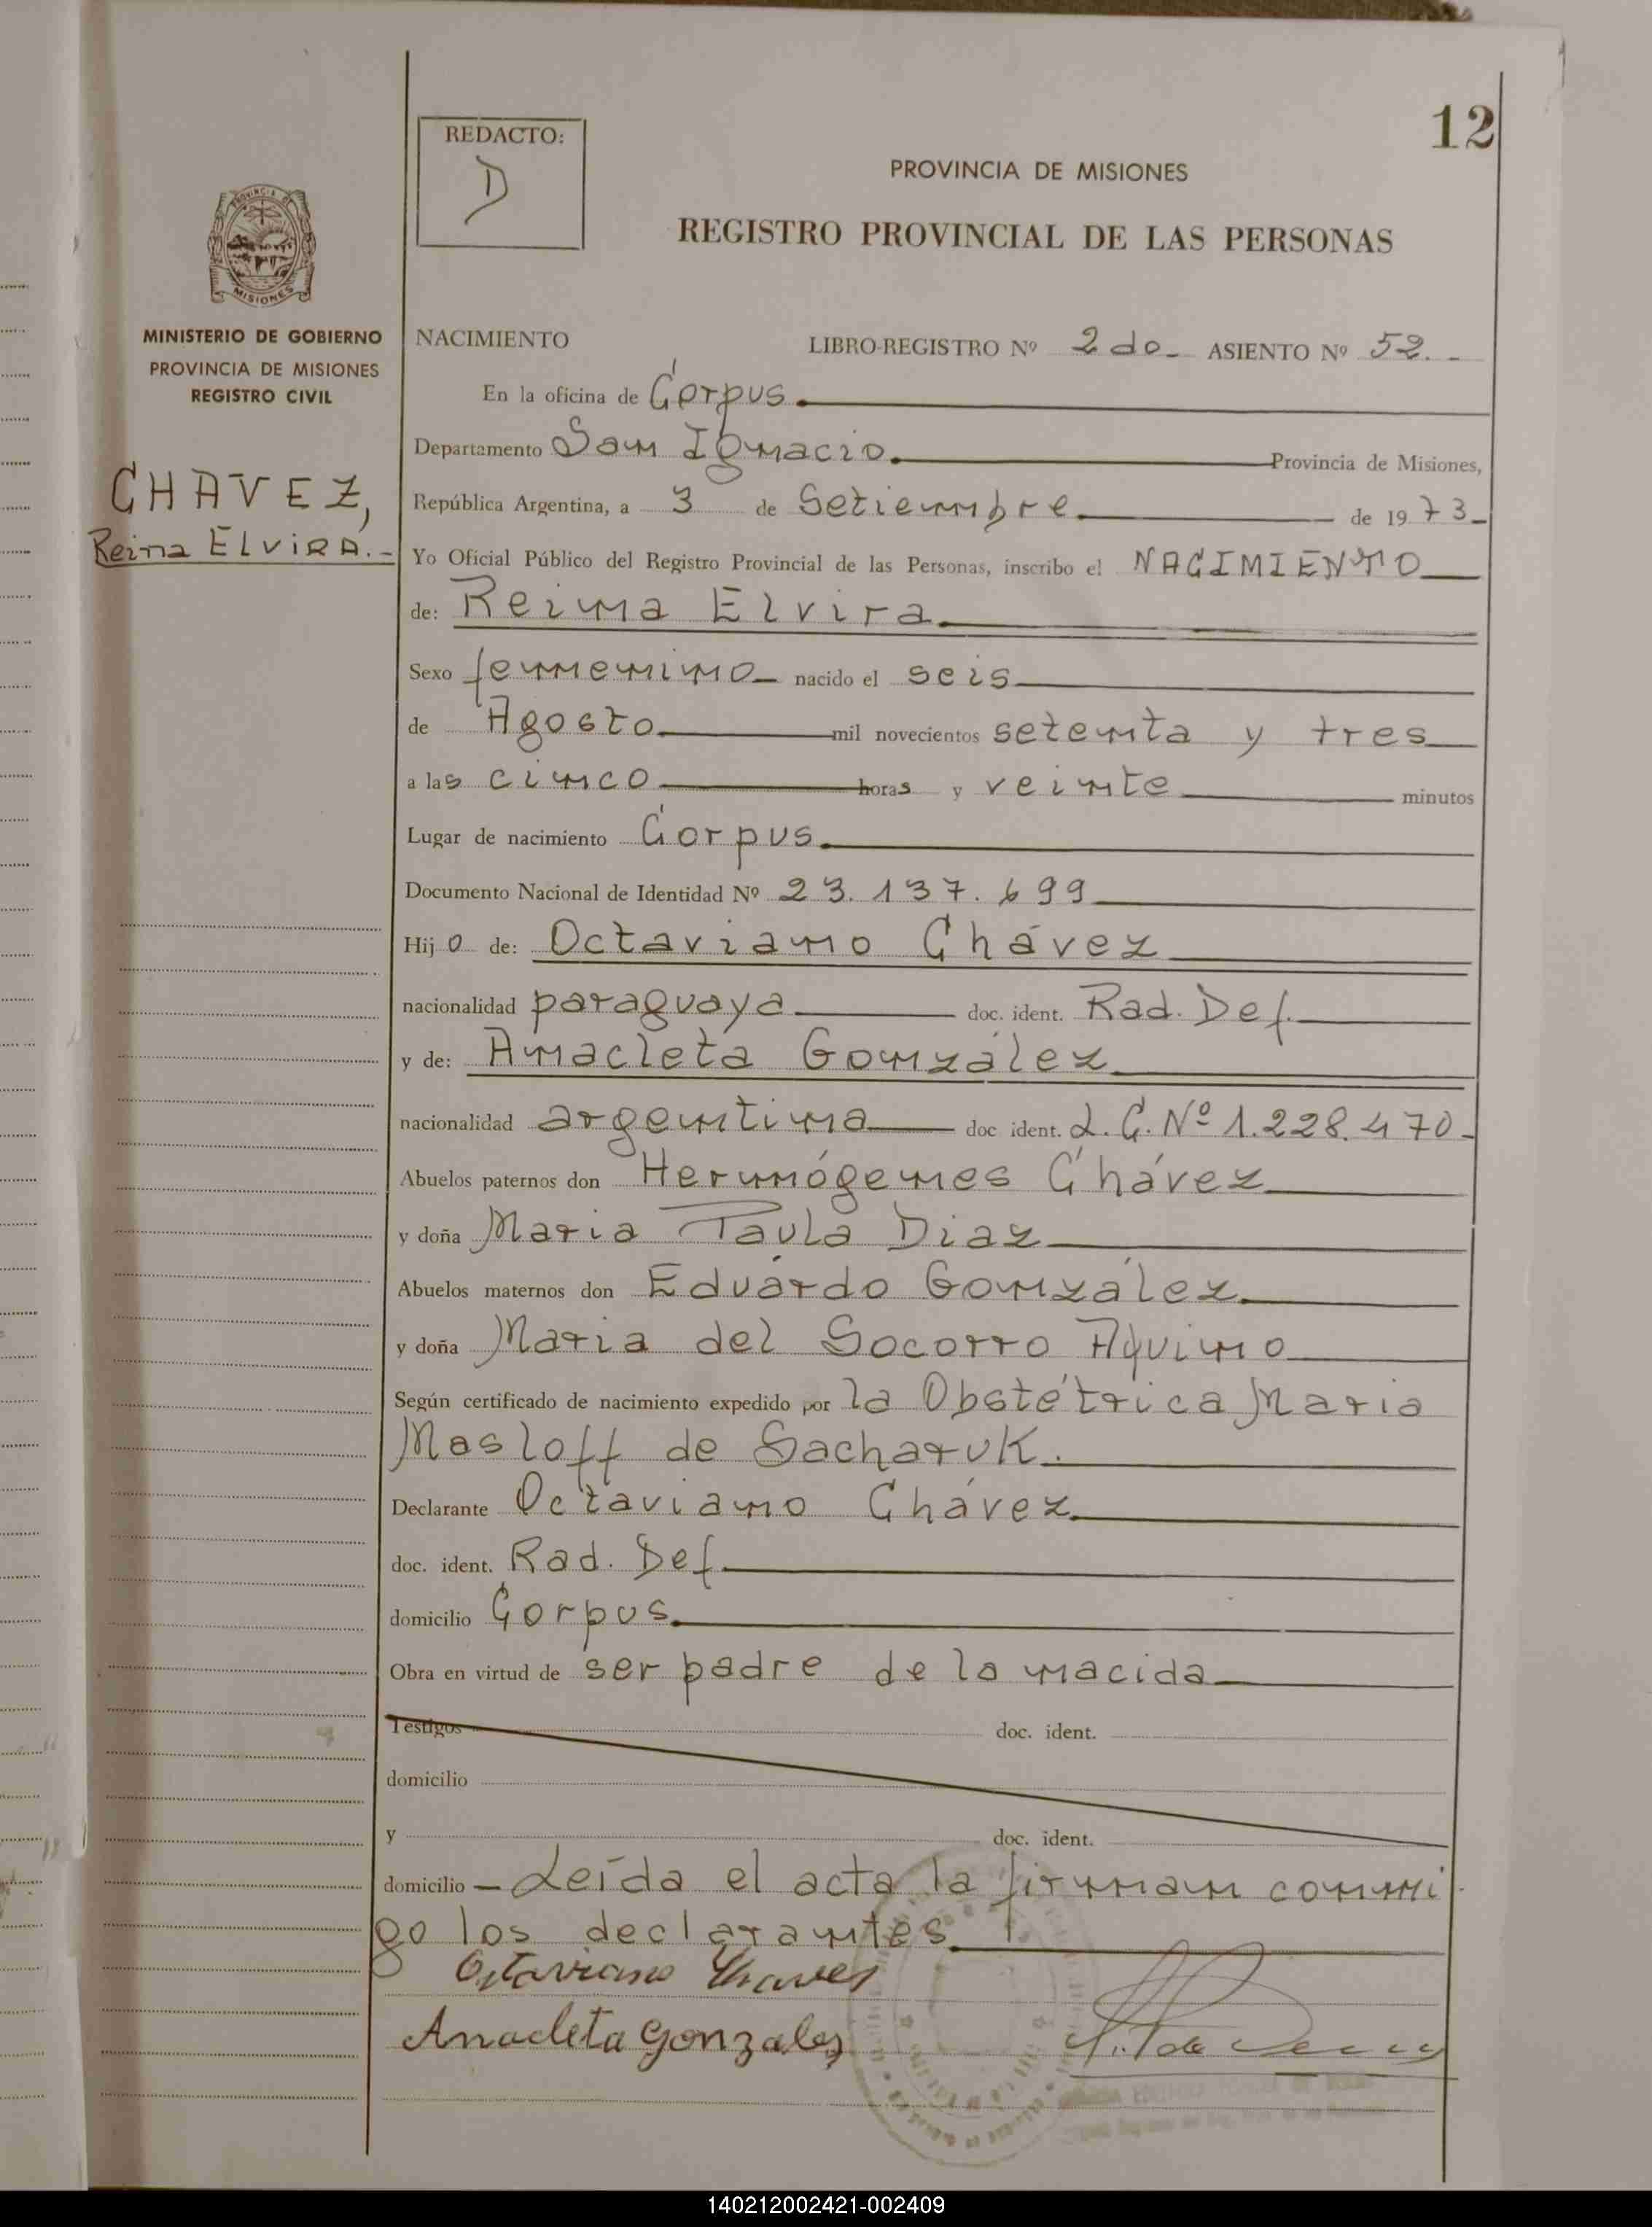 12
REDACTO:
D
PROVINCIA DE MISIONES
REGISTRO PROVINCIAL DE LAS PERSONAS
PROVINCIA DE
MISIONES
MINISTERIO DE GOBIERNO
PROVINCIA DE MISIONES
REGISTRO CIVIL
CHAVEZ,
Reina ELVIRA.-
NACIMIENTO LIBRO-REGISTRO Nº 2do- ASIENTO Nº 52.-
En la oficina de Corpus.
Departamento San Ignacio. Provincia de Misiones,
República Argentina, a 3 de Setiembre. de 1973-
Yo Oficial Público del Registro Provincial de las Personas, inscribo el NACIMIENTO
de: Reina Elvira.
Sexo femenino nacido el seis
de Agosto. mil novecientos setenta y tres
a las cinco horas y veinte minutos
Lugar de nacimiento Corpus.
Documento Nacional de Identidad Nº 23.137.699
Hijo de: Octaviano Chávez
nacionalidad paraguaya doc. ident. Rad. Def.
y de: Anacleta González
nacionalidad argentina doc ident. L.C. Nº 1.228.470-
Abuelos paternos don Hermógenes Chávez
y doña Maria Paula Diaz
Abuelos maternos don Eduardo González.
y doña Maria del Socorro Aquino
Según certificado de nacimiento expedido por la Obstétrica Maria
Masloff de Sacharuk.
Declarante Octaviano Chávez.
doc. ident. Rad. Def.
domicilio Corpus.
Obra en virtud de ser padre de la nacida
Testigos doc. ident.
domicilio
y doc. ident.
domicilio - Leída el acta la firman conmi
go los declarantes.
Octaviano Chavez
Anacleta Gonzalez
140212002421-002409